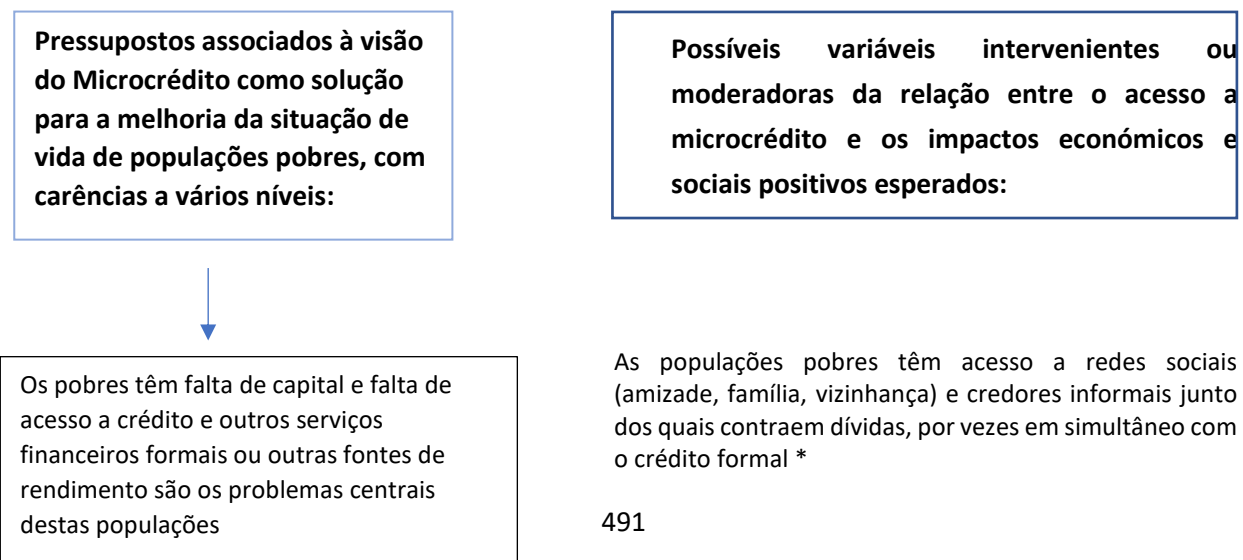 Pressupostos associados à visão
do Microcrédito como solução
para a melhoria da situação de
vida de populações pobres, com
carências a vários níveis:
Possíveis variáveis intervenientes ou
moderadoras da relação entre o acesso a
microcrédito e os impactos económicos e
sociais positivos esperados:
Os pobres têm falta de capital e falta de
acesso a crédito e outros serviços
financeiros formais ou outras fontes de
rendimento são os problemas centrais
destas populações
As populações pobres têm acesso a redes sociais
(amizade, família, vizinhança) e credores informais junto
dos quais contraem dívidas, por vezes em simultâneo com
o crédito formal *
491